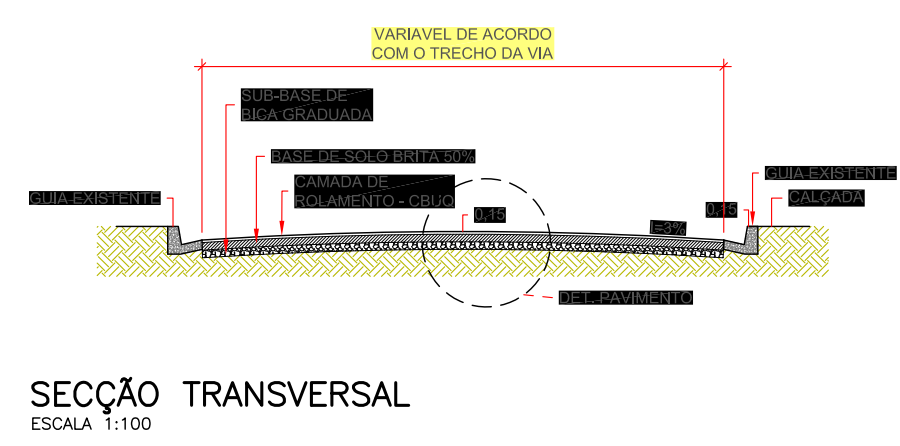 VARIAVEL DE ACORDO
COM O TRECHO DA VIA
SUB-BASE DE
BICA GRADUADA
BASE DE SOLO BRITA 50%
CAMADA DE
ROLAMENTO - CBUQ
GUIA EXISTENTE
GUIA EXISTENTE
CALÇADA
0,15
0,15
I=3%
DET. PAVIMENTO
SECÇÃO TRANSVERSAL
ESCALA 1:100